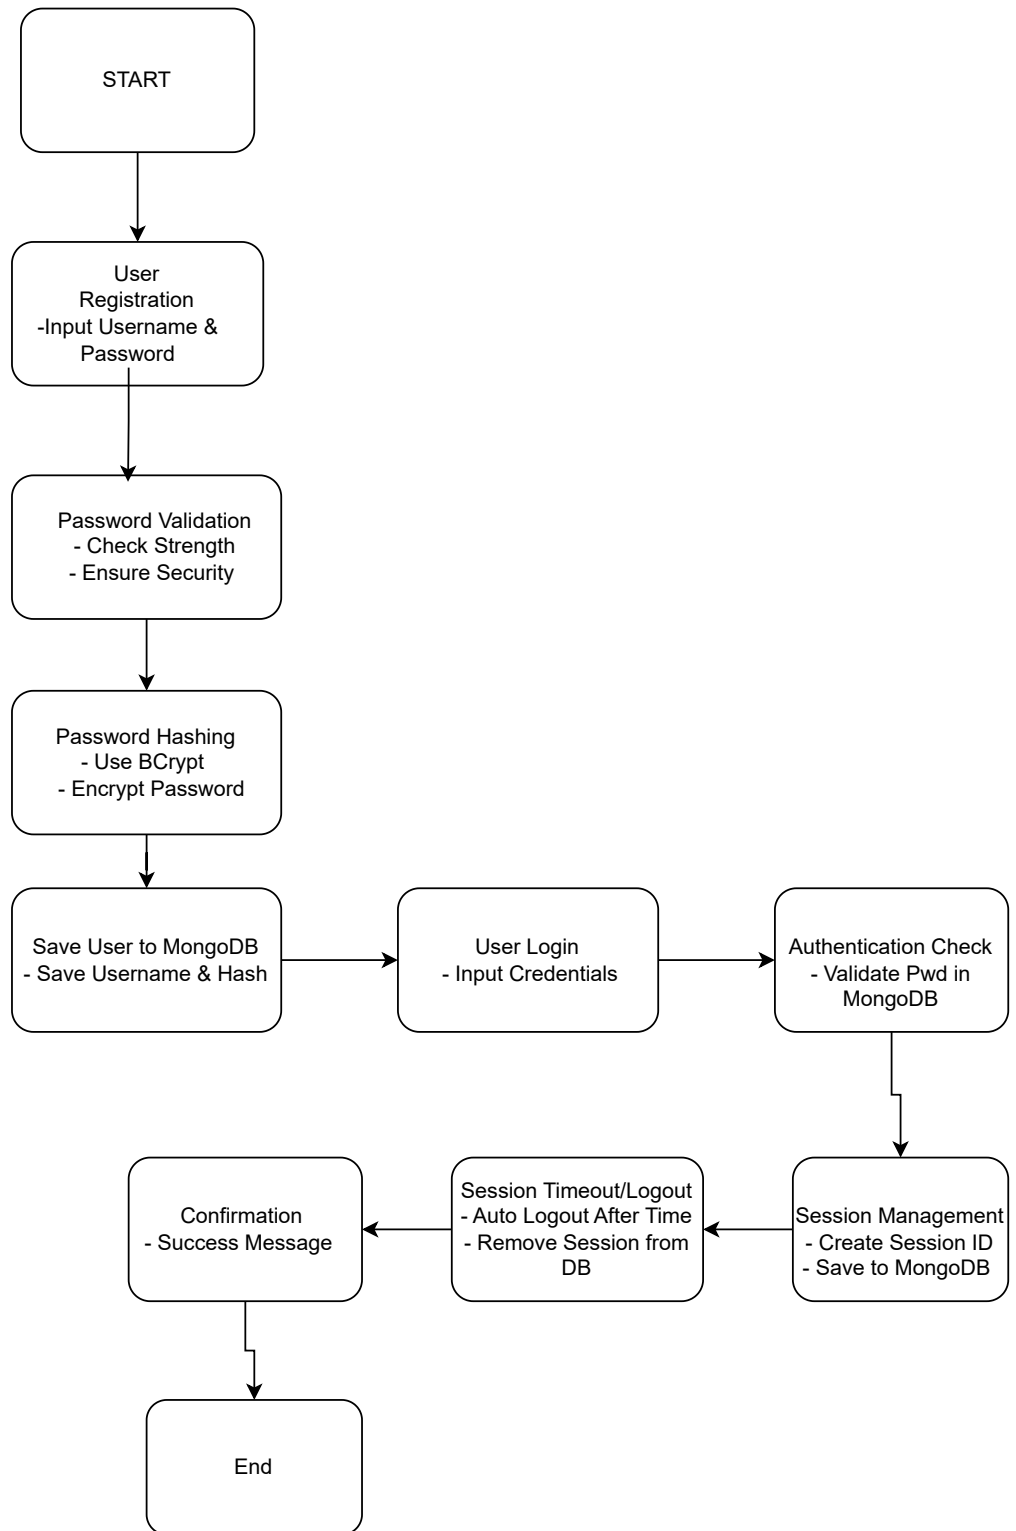 START
User
Registration
-Input Username &
Password
Password Validation
- Check Strength
- Ensure Security
Password Hashing
- Use BCrypt
- Encrypt Password
Save User to MongoDB
- Save Username & Hash
User Login
- Input Credentials
Authentication Check
- Validate Pwd in
MongoDB
Session Management
- Create Session ID
- Save to MongoDB
Session Timeout/Logout
- Auto Logout After Time
- Remove Session from
DB
Confirmation
- Success Message
End